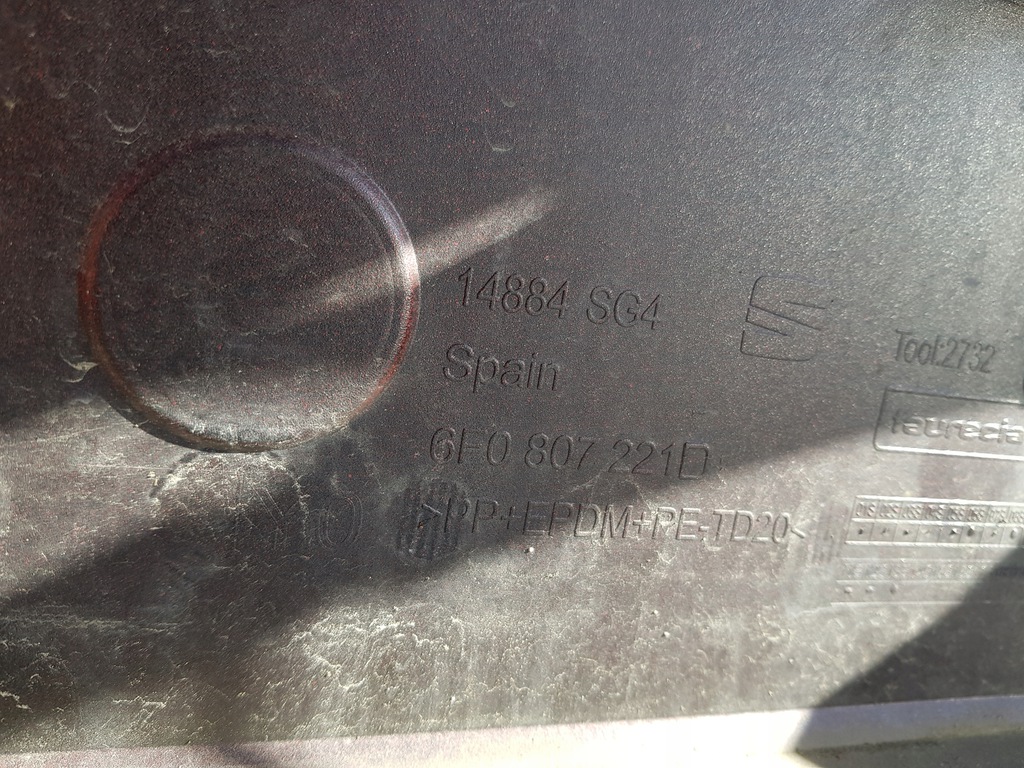 14884 SG4
Spain
6F0 807 221D
>PP+EPDM+PE-TD20<
Tool:2732
faurecia